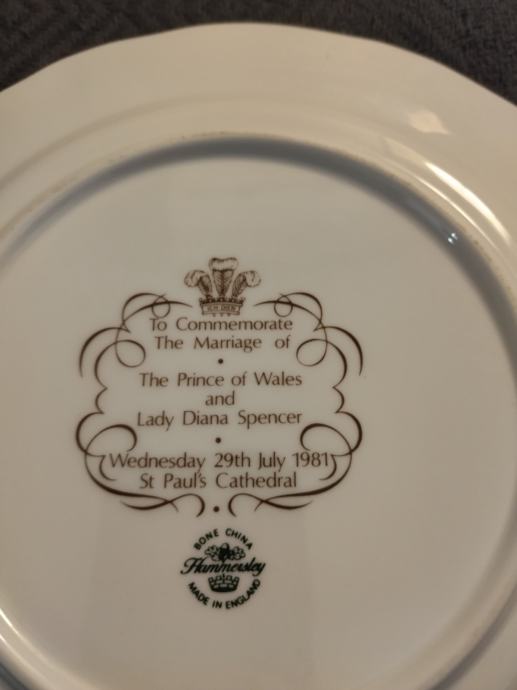 To Commemorate
The Marriage of
The Prince of Wales
and
Lady Diana Spencer
Wednesday 29th July 1981
St Paul's Cathedral
BONE CHINA
Hammersley
MADE IN ENGLAND